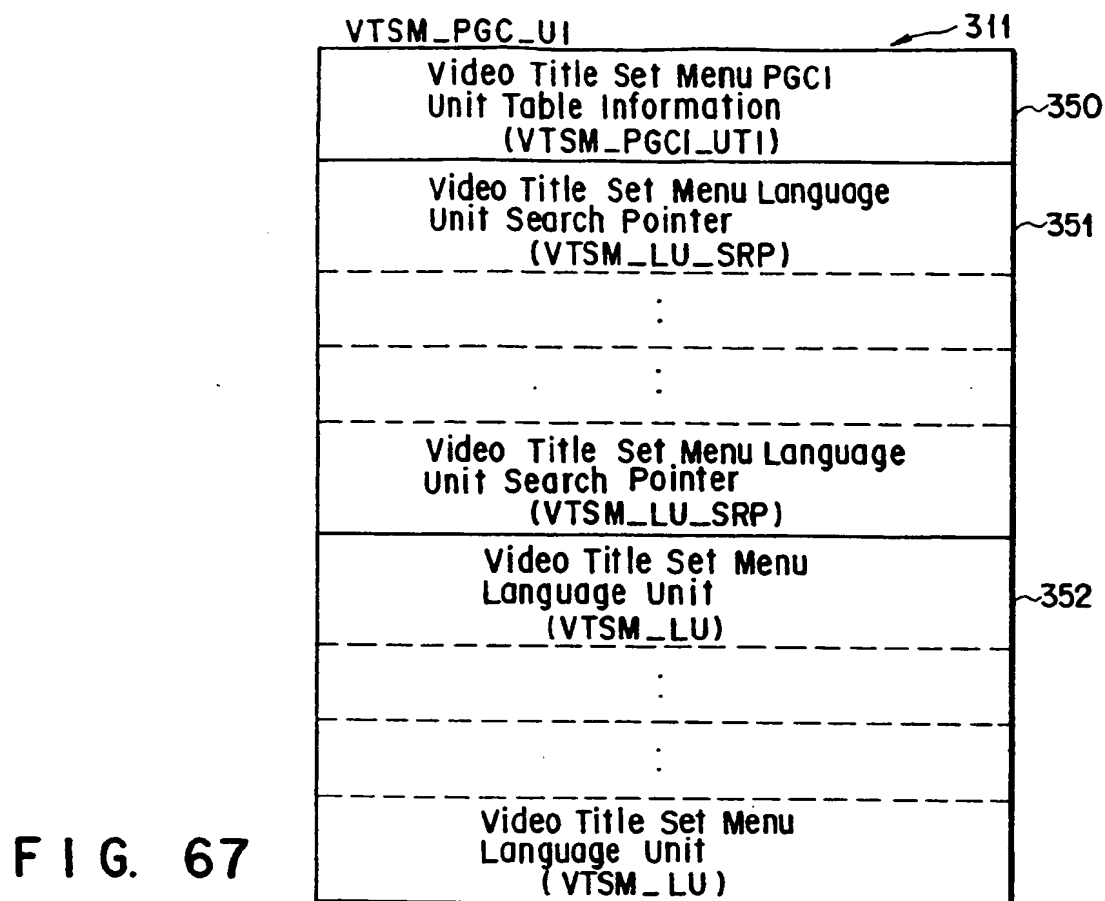 VTSM_PGC_UI 311
Video Title Set Menu PGCI
Unit Table Information
(VTSM_PGCI_UTI)
350
Video Title Set Menu Language
Unit Search Pointer
(VTSM_LU_SRP)
351
:
:
Video Title Set Menu Language
Unit Search Pointer
(VTSM_LU_SRP)
Video Title Set Menu
Language Unit
(VTSM_LU)
352
:
:
Video Title Set Menu
Language Unit
(VTSM_LU)
FIG. 67